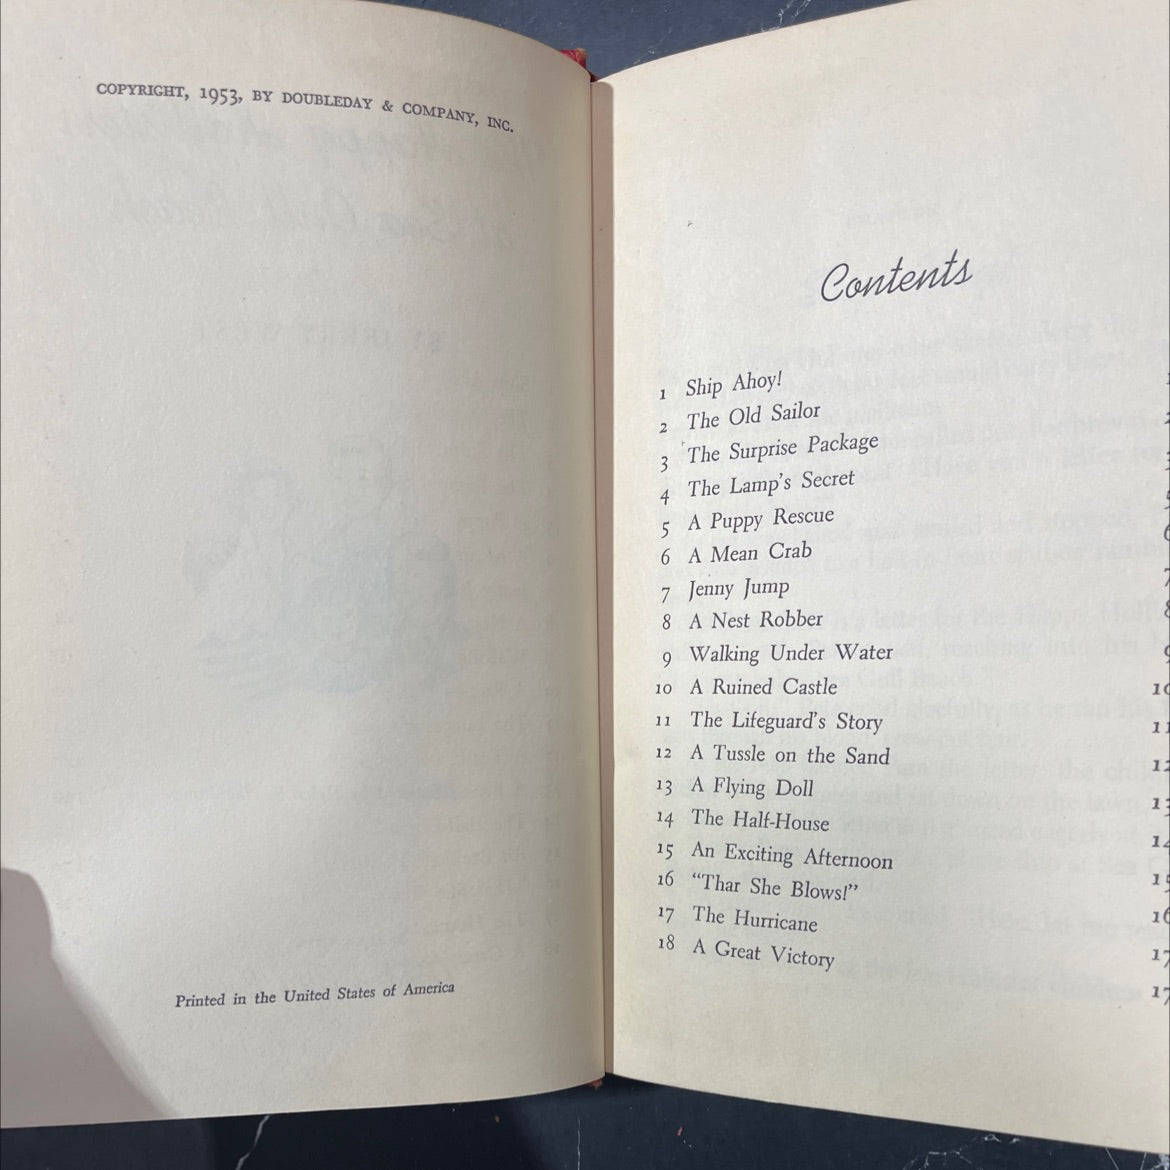 COPYRIGHT, 1953, BY DOUBLEDAY & COMPANY, INC.
Printed in the United States of America
Contents
1 Ship Ahoy!
2 The Old Sailor
3 The Surprise Package
4 The Lamp's Secret
5 A Puppy Rescue
6 A Mean Crab
7 Jenny Jump
8 A Nest Robber
9 Walking Under Water
10 A Ruined Castle
11 The Lifeguard's Story
12 A Tussle on the Sand
13 A Flying Doll
14 The Half-House
15 An Exciting Afternoon
16 “Thar She Blows!”
17 The Hurricane
18 A Great Victory